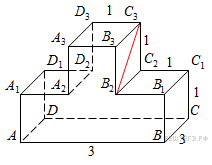 D₃ 1 C₃
A₃ B₃ 1
D₁ D₂ C₂ 1 C₁
A₁ A₂ B₂ B₁ 1
D C
A B 3
3